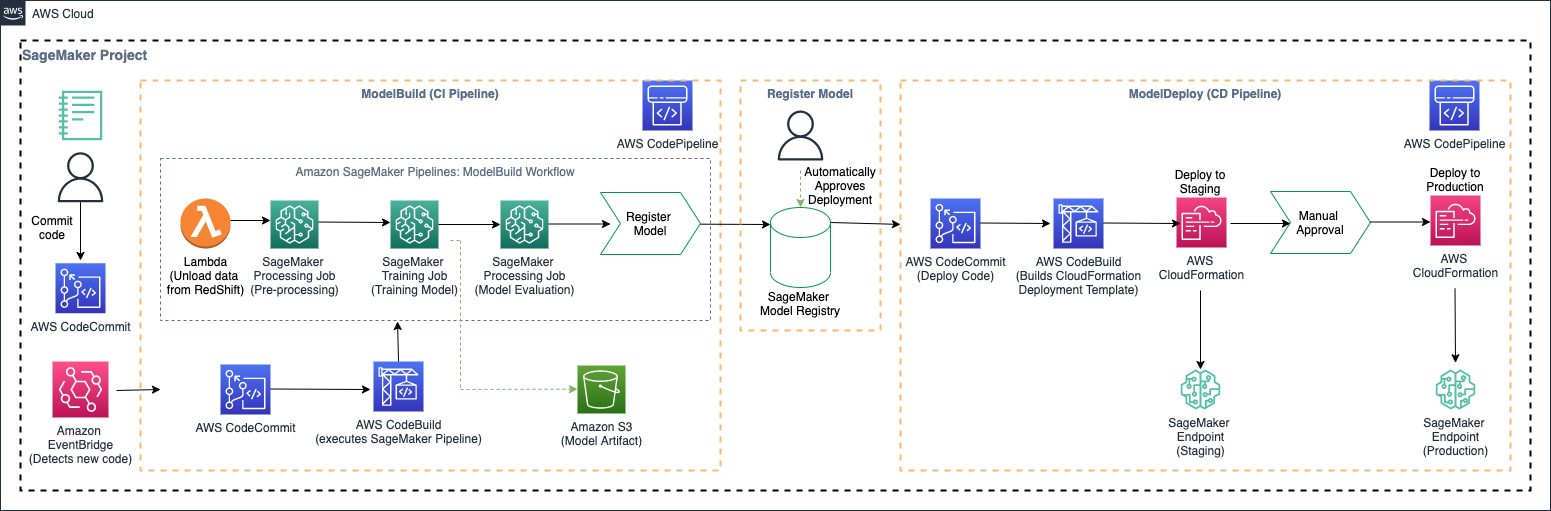 aws
AWS Cloud
SageMaker Project
Commit
code
AWS CodeCommit
Amazon
EventBridge
(Detects new code)
ModelBuild (CI Pipeline)
AWS CodePipeline
Amazon SageMaker Pipelines: ModelBuild Workflow
Lambda
(Unload data
from RedShift)
SageMaker
Processing Job
(Pre-processing)
SageMaker
Training Job
(Training Model)
SageMaker
Processing Job
(Model Evaluation)
Register
Model
AWS CodeCommit
AWS CodeBuild
(executes SageMaker Pipeline)
Amazon S3
(Model Artifact)
Register Model
Automatically
Approves
Deployment
SageMaker
Model Registry
ModelDeploy (CD Pipeline)
AWS CodePipeline
AWS CodeCommit
(Deploy Code)
AWS CodeBuild
(Builds CloudFormation
Deployment Template)
Deploy to
Staging
AWS
CloudFormation
Manual
Approval
Deploy to
Production
AWS
CloudFormation
SageMaker
Endpoint
(Staging)
SageMaker
Endpoint
(Production)